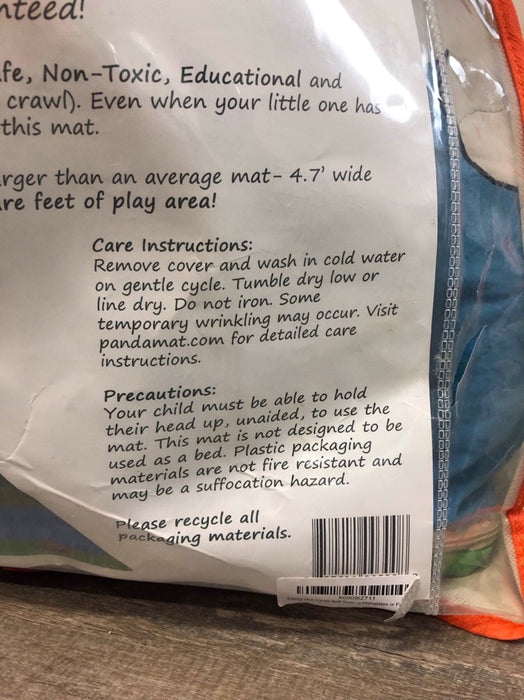 nteed!
fe, Non-Toxic, Educational and
crawl). Even when your little one has
this mat.
rger than an average mat- 4.7' wide
re feet of play area!
Care Instructions:
Remove cover and wash in cold water
on gentle cycle. Tumble dry low or
line dry. Do not iron. Some
temporary wrinkling may occur. Visit
pandamat.com for detailed care
instructions.
Precautions:
Your child must be able to hold
their head up, unaided, to use the
mat. This mat is not designed to be
used as a bed. Plastic packaging
materials are not fire resistant and
may be a suffocation hazard.
Please recycle all
packaging materials.